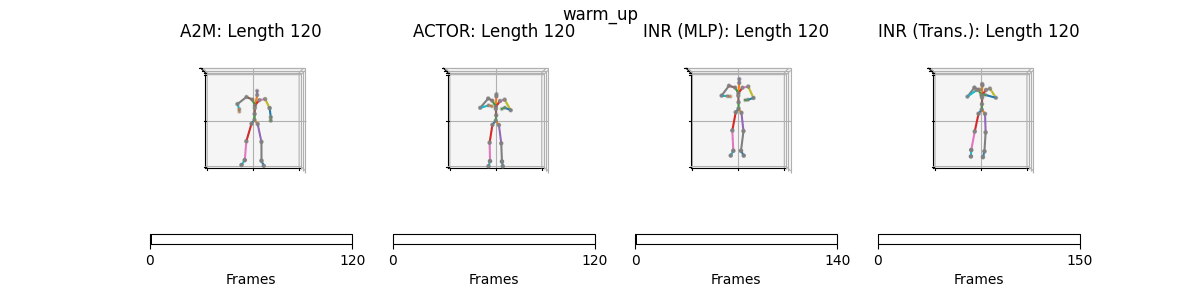 warm_up
A2M: Length 120
ACTOR: Length 120
INR (MLP): Length 120
INR (Trans.): Length 120
0 120
Frames
0 120
Frames
0 140
Frames
0 150
Frames